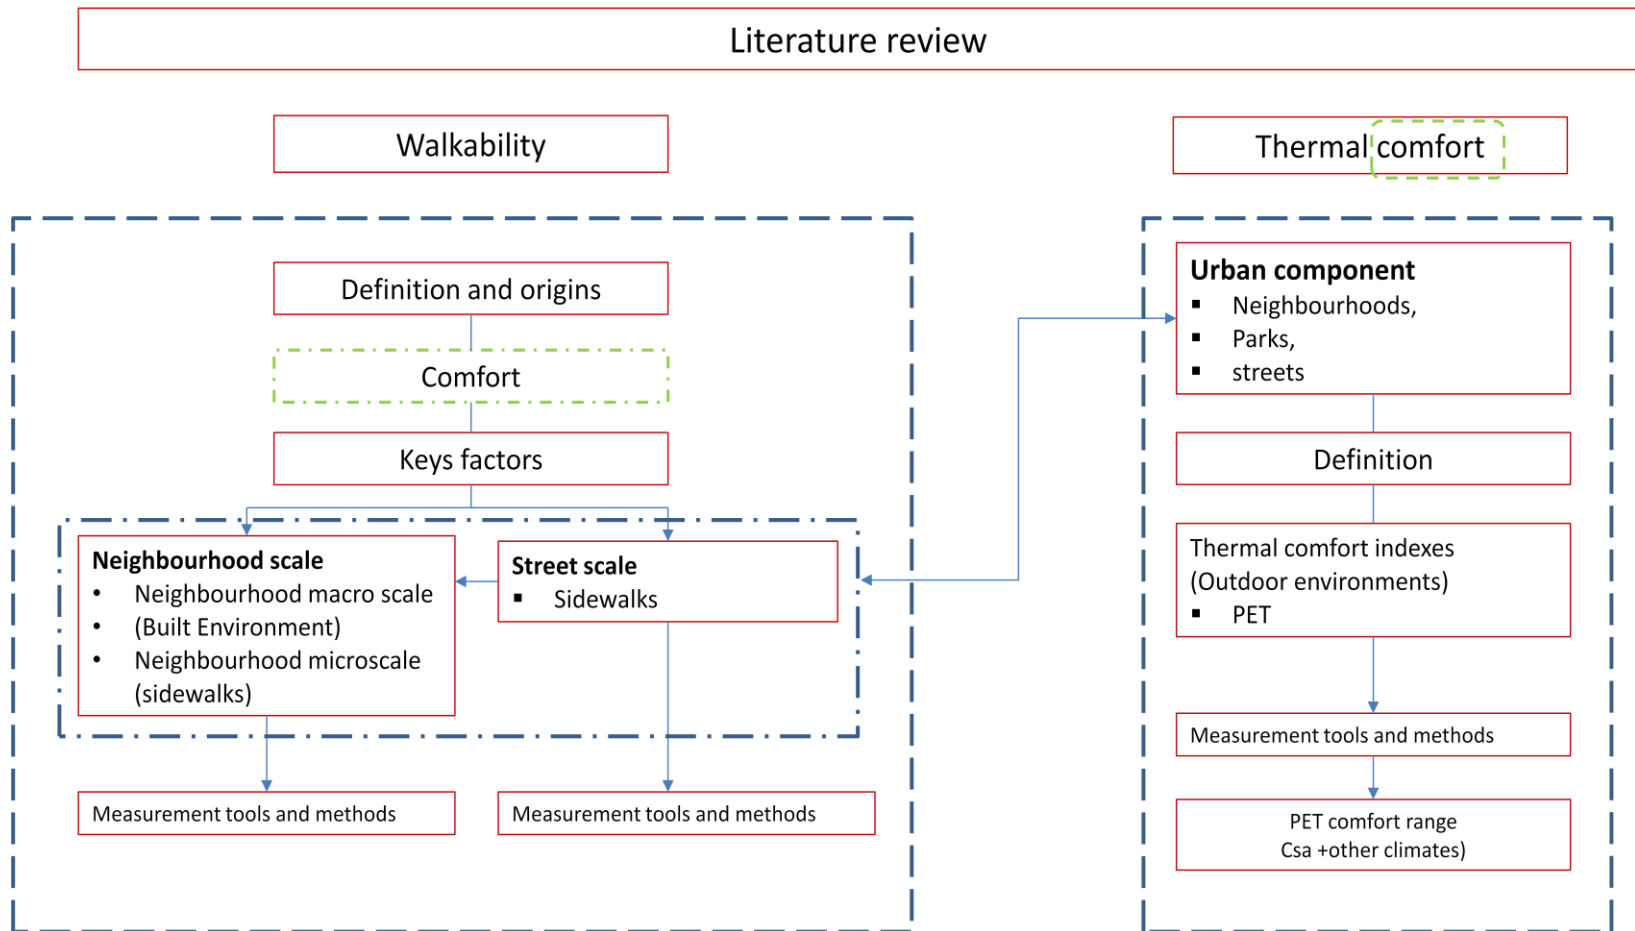 Literature review
Walkability
Thermal comfort
Definition and origins
Comfort
Keys factors
Neighbourhood scale
• Neighbourhood macro scale
• (Built Environment)
• Neighbourhood microscale
(sidewalks)
Street scale
▪ Sidewalks
Measurement tools and methods
Measurement tools and methods
Urban component
▪ Neighbourhoods,
▪ Parks,
▪ streets
Definition
Thermal comfort indexes
(Outdoor environments)
▪ PET
Measurement tools and methods
PET comfort range
Csa +other climates)